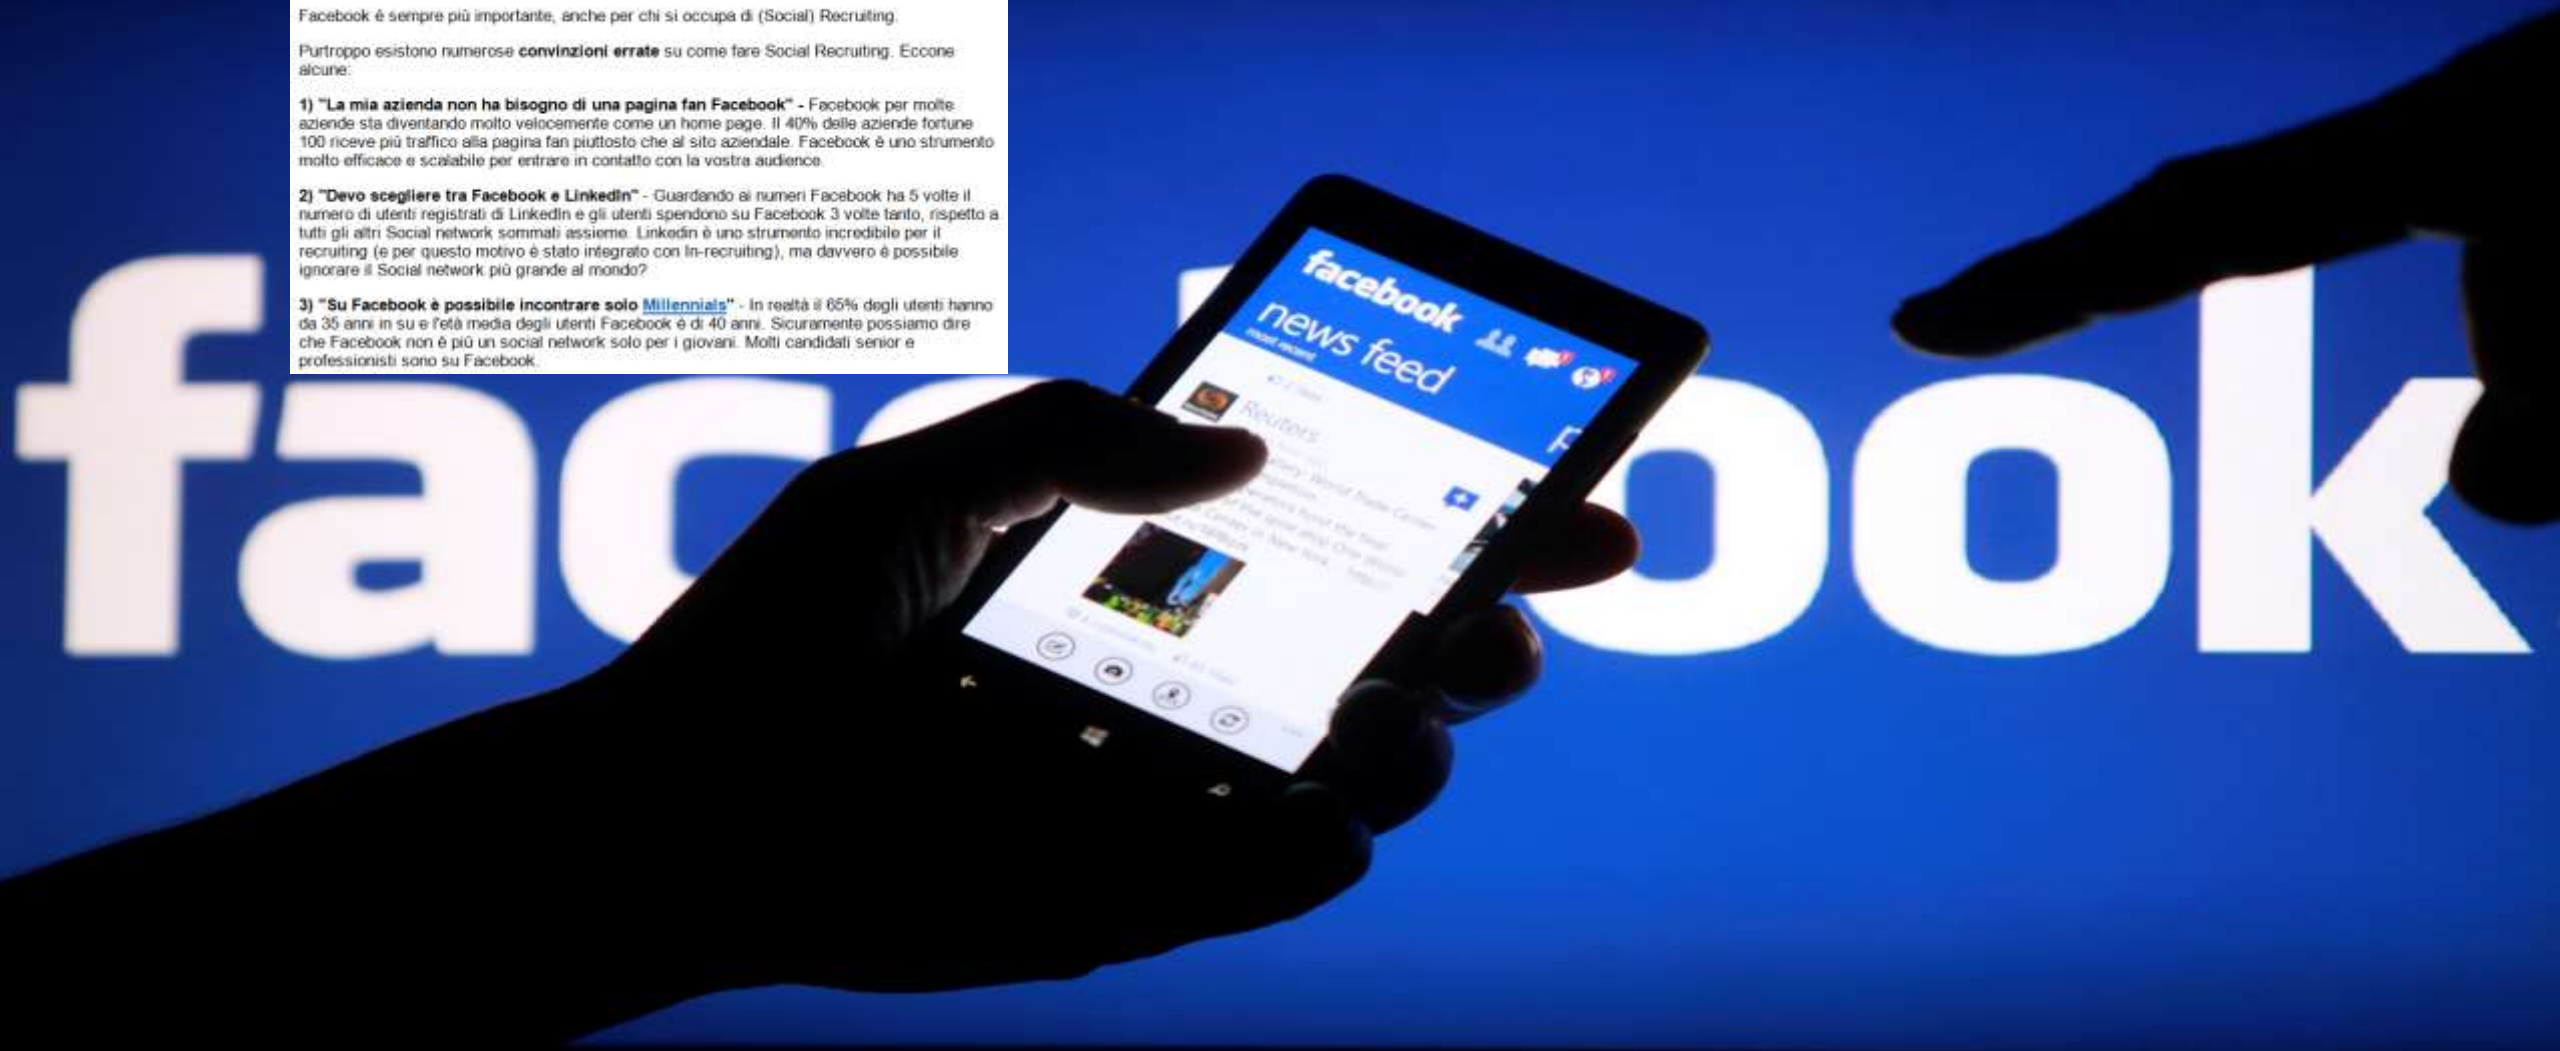 Facebook è sempre più importante, anche per chi si occupa di (Social) Recruiting.
Purtroppo esistono numerose convinzioni errate su come fare Social Recruiting. Eccone
alcune:
1) "La mia azienda non ha bisogno di una pagina fan Facebook" - Facebook per molte
aziende sta diventando molto velocemente come un home page. Il 40% delle aziende fortune
100 riceve più traffico alla pagina fan piuttosto che al sito aziendale. Facebook è uno strumento
molto efficace e scalabile per entrare in contatto con la vostra audience.
2) "Devo scegliere tra Facebook e LinkedIn" - Guardando ai numeri Facebook ha 5 volte il
numero di utenti registrati di LinkedIn e gli utenti spendono su Facebook 3 volte tanto, rispetto a
tutti gli altri Social network sommati assieme. Linkedin è uno strumento incredibile per il
recruiting (e per questo motivo è stato integrato con In-recruiting), ma davvero è possibile
ignorare il Social network più grande al mondo?
3) "Su Facebook è possibile incontrare solo Millennials" - In realtà il 65% degli utenti hanno
da 35 anni in su e l'età media degli utenti Facebook è di 40 anni. Sicuramente possiamo dire
che Facebook non è più un social network solo per i giovani. Molti candidati senior e
professionisti sono su Facebook.
fac ook
facebook
news feed
most recent
Reuters
World Trade Center
Center in New York